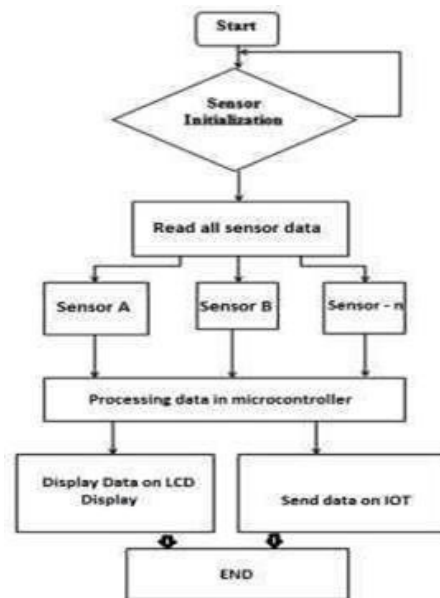 Start
Sensor
Initialization
Read all sensor data
Sensor A
Sensor B
Sensor - n
Processing data in microcontroller
Display Data on LCD
Display
Send data on IOT
END